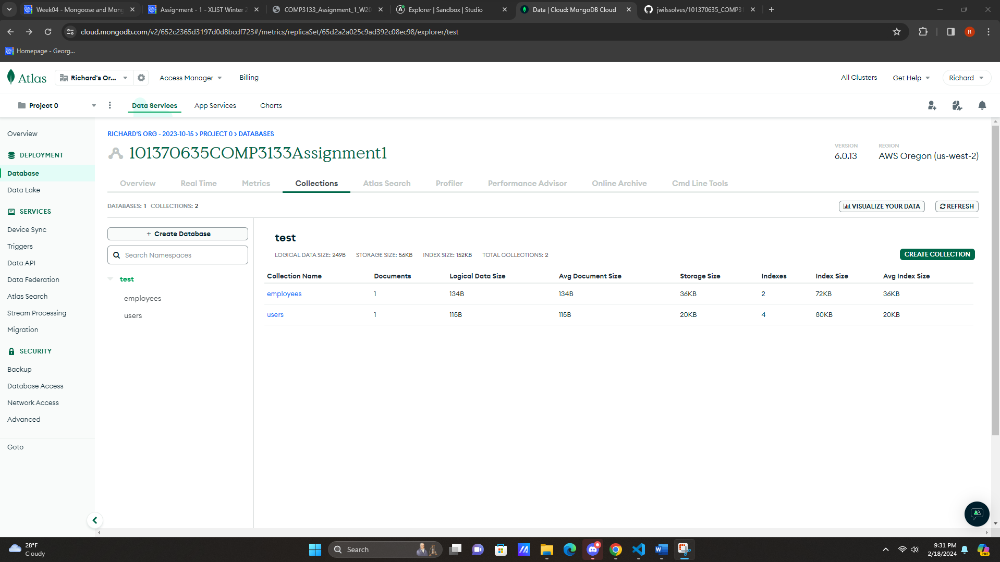 Week04 - Mongoose and Mong
Assignment - 1 - XLIST Winter 2
COMP3133_Assignment_1_W20
Explorer | Sandbox | Studio
Data | Cloud: MongoDB Cloud
jwilssolves/101370635_COMP31
cloud.mongodb.com/v2/652c2365d3197d0d8bcdf723#/metrics/replicaSet/65d2a2a025c9ad392c08ec98/explorer/test
R
Homepage - Georg...
Atlas
Richard's Or...
Access Manager
Billing
All Clusters
Get Help
Richard
Project 0
Data Services
App Services
Charts
Overview
DEPLOYMENT
Database
Data Lake
SERVICES
Device Sync
Triggers
Data API
Data Federation
Atlas Search
Stream Processing
Migration
SECURITY
Backup
Database Access
Network Access
Advanced
Goto
RICHARD'S ORG - 2023-10-15 > PROJECT 0 > DATABASES
101370635COMP3133Assignment1
VERSION
6.0.13
REGION
AWS Oregon (us-west-2)
Overview
Real Time
Metrics
Collections
Atlas Search
Profiler
Performance Advisor
Online Archive
Cmd Line Tools
DATABASES: 1 COLLECTIONS: 2
VISUALIZE YOUR DATA
REFRESH
+ Create Database
Search Namespaces
test
employees
users
test
LOGICAL DATA SIZE: 249B STORAGE SIZE: 56KB INDEX SIZE: 152KB TOTAL COLLECTIONS: 2
CREATE COLLECTION
Collection Name Documents Logical Data Size Avg Document Size Storage Size Indexes Index Size Avg Index Size
employees 1 134B 134B 36KB 2 72KB 36KB
users 1 115B 115B 20KB 4 80KB 20KB
28°F
Cloudy
Search
9:31 PM
2/18/2024
PRE